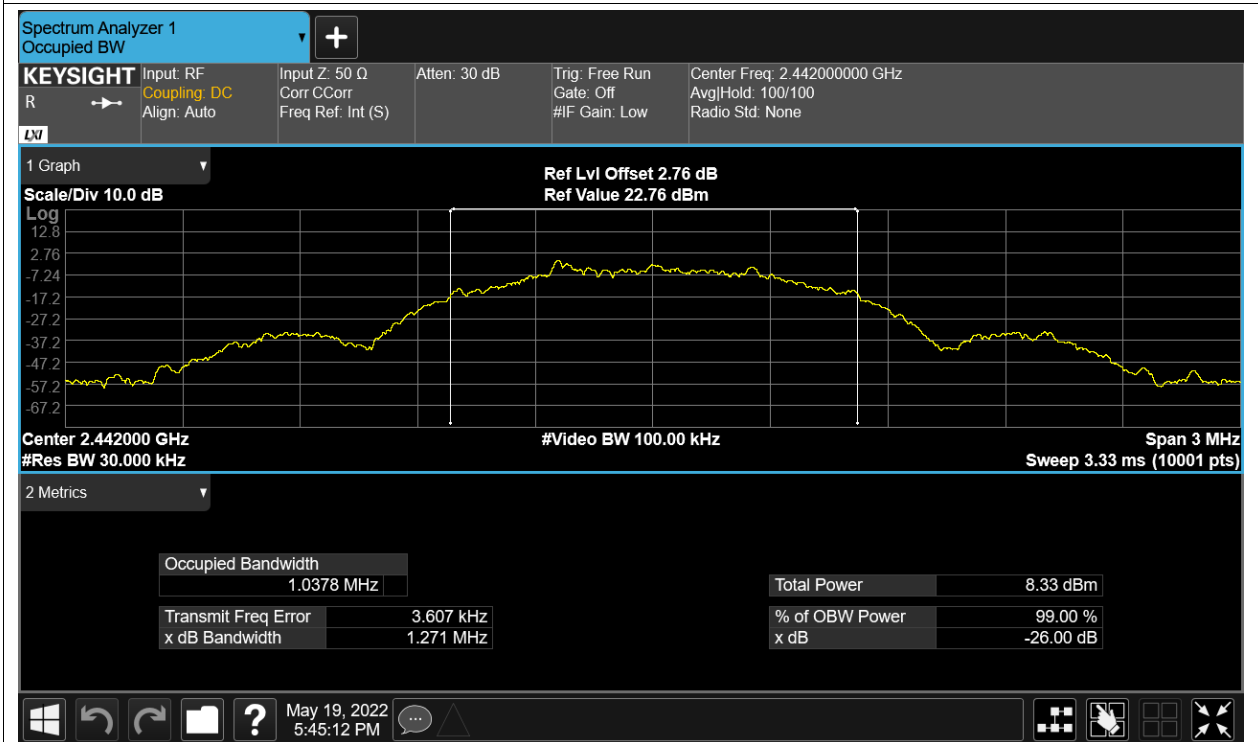 Spectrum Analyzer 1
Occupied BW
KEYSIGHT
R
LXI
Input: RF
Coupling: DC
Align: Auto
Input Z: 50 Ω
Corr CCorr
Freq Ref: Int (S)
Atten: 30 dB
Trig: Free Run
Gate: Off
#IF Gain: Low
Center Freq: 2.442000000 GHz
Avg|Hold: 100/100
Radio Std: None
1 Graph
Scale/Div 10.0 dB
Ref Lvl Offset 2.76 dB
Ref Value 22.76 dBm
Log
12.8
2.76
-7.24
-17.2
-27.2
-37.2
-47.2
-57.2
-67.2
Center 2.442000 GHz
#Res BW 30.000 kHz
#Video BW 100.00 kHz
Span 3 MHz
Sweep 3.33 ms (10001 pts)
2 Metrics
Occupied Bandwidth
1.0378 MHz
Transmit Freq Error 3.607 kHz
x dB Bandwidth 1.271 MHz
Total Power 8.33 dBm
% of OBW Power 99.00 %
x dB -26.00 dB
?
May 19, 2022
5:45:12 PM